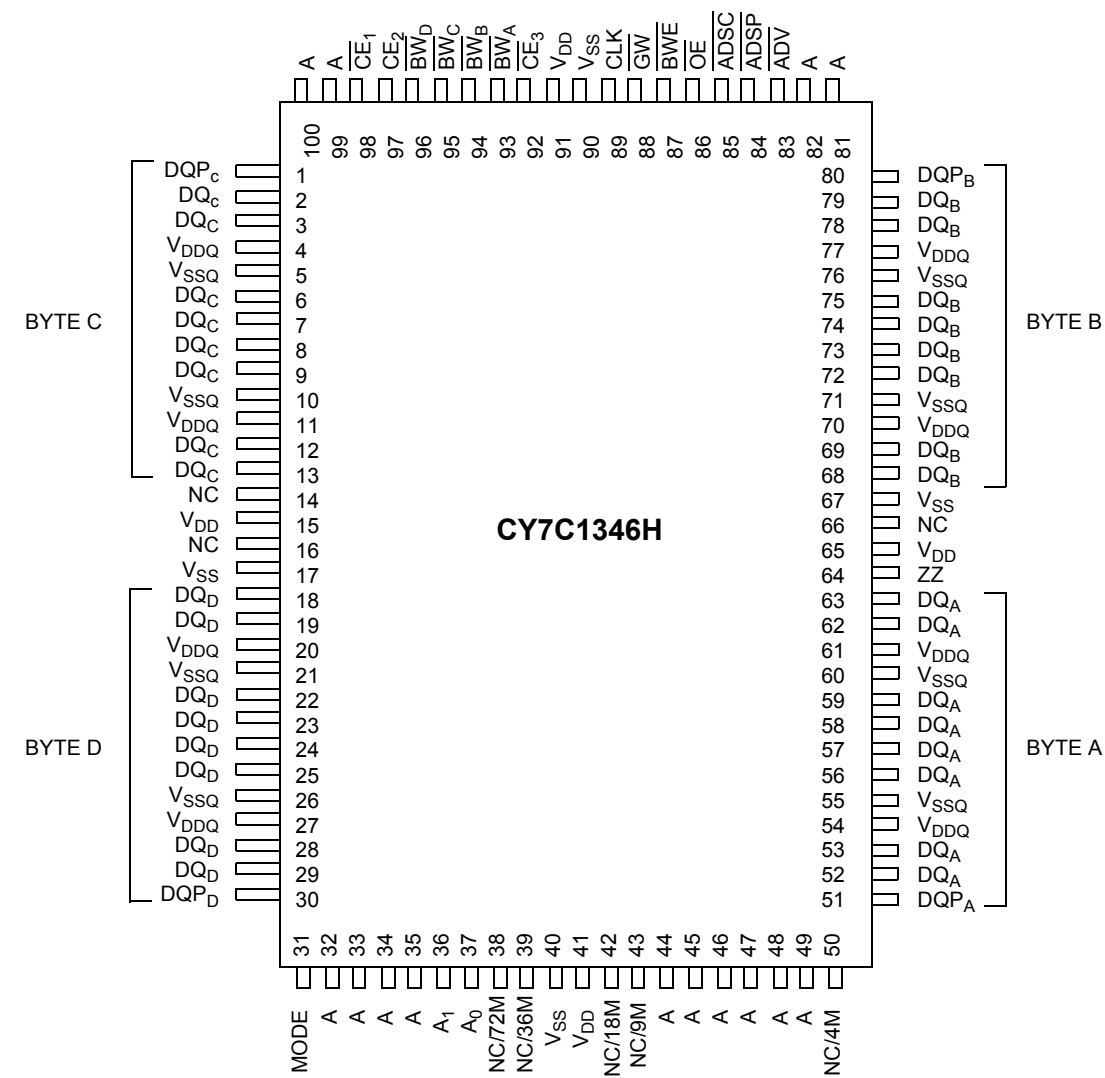 A A CE1 CE2 BWD BWC BWB BWA CE3 VDD VSS CLK GW BWE OE ADSC ADSP ADV A A
100 99 98 97 96 95 94 93 92 91 90 89 88 87 86 85 84 83 82 81
DQPc 1 80 DQPB
DQc 2 79 DQB
DQC 3 78 DQB
VDDQ 4 77 VDDQ
VSSQ 5 76 VSSQ
DQC 6 75 DQB
BYTE C DQC 7 74 DQB BYTE B
DQC 8 73 DQB
DQC 9 72 DQB
VSSQ 10 71 VSSQ
VDDQ 11 70 VDDQ
DQC 12 69 DQB
DQC 13 68 DQB
NC 14 67 VSS
VDD 15 CY7C1346H 66 NC
NC 16 65 VDD
VSS 17 64 ZZ
DQD 18 63 DQA
DQD 19 62 DQA
VDDQ 20 61 VDDQ
VSSQ 21 60 VSSQ
DQD 22 59 DQA
DQD 23 58 DQA
BYTE D DQD 24 57 DQA BYTE A
DQD 25 56 DQA
VSSQ 26 55 VSSQ
VDDQ 27 54 VDDQ
DQD 28 53 DQA
DQD 29 52 DQA
DQPD 30 51 DQPA
31 32 33 34 35 36 37 38 39 40 41 42 43 44 45 46 47 48 49 50
MODE A A A A A1 A0 NC/72M NC/36M VSS VDD NC/18M NC/9M A A A A A A NC/4M